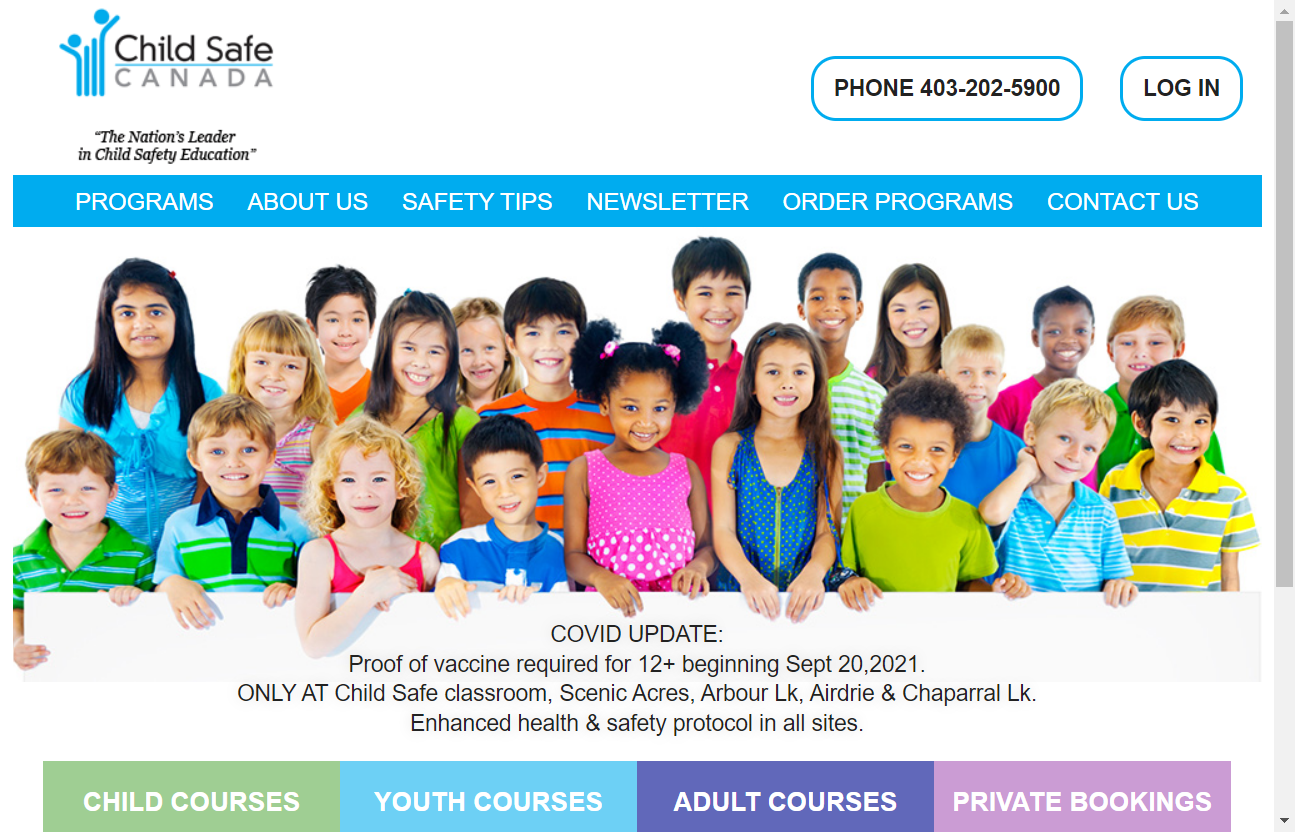 Child Safe
CANADA
“The Nation’s Leader
in Child Safety Education”
PHONE 403-202-5900
LOG IN
PROGRAMS
ABOUT US
SAFETY TIPS
NEWSLETTER
ORDER PROGRAMS
CONTACT US
COVID UPDATE:
Proof of vaccine required for 12+ beginning Sept 20,2021.
ONLY AT Child Safe classroom, Scenic Acres, Arbour Lk, Airdrie & Chaparral Lk.
Enhanced health & safety protocol in all sites.
CHILD COURSES
YOUTH COURSES
ADULT COURSES
PRIVATE BOOKINGS